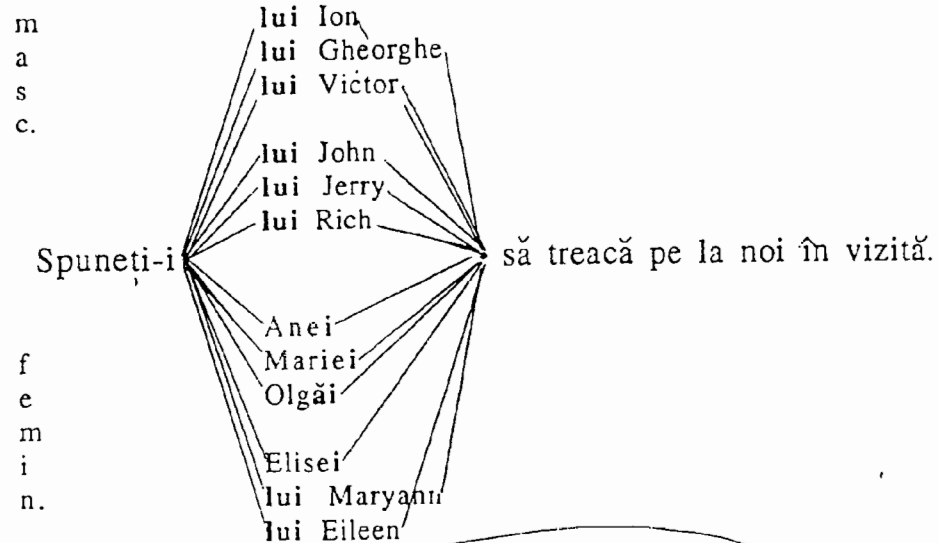 m
a
s
c.
lui Ion
lui Gheorghe
lui Victor
lui John
lui Jerry
lui Rich
Spuneți-i
să treacă pe la noi în vizită.
f
e
m
i
n.
Anei
Mariei
Olgăi
Elisei
lui Maryann
lui Eileen